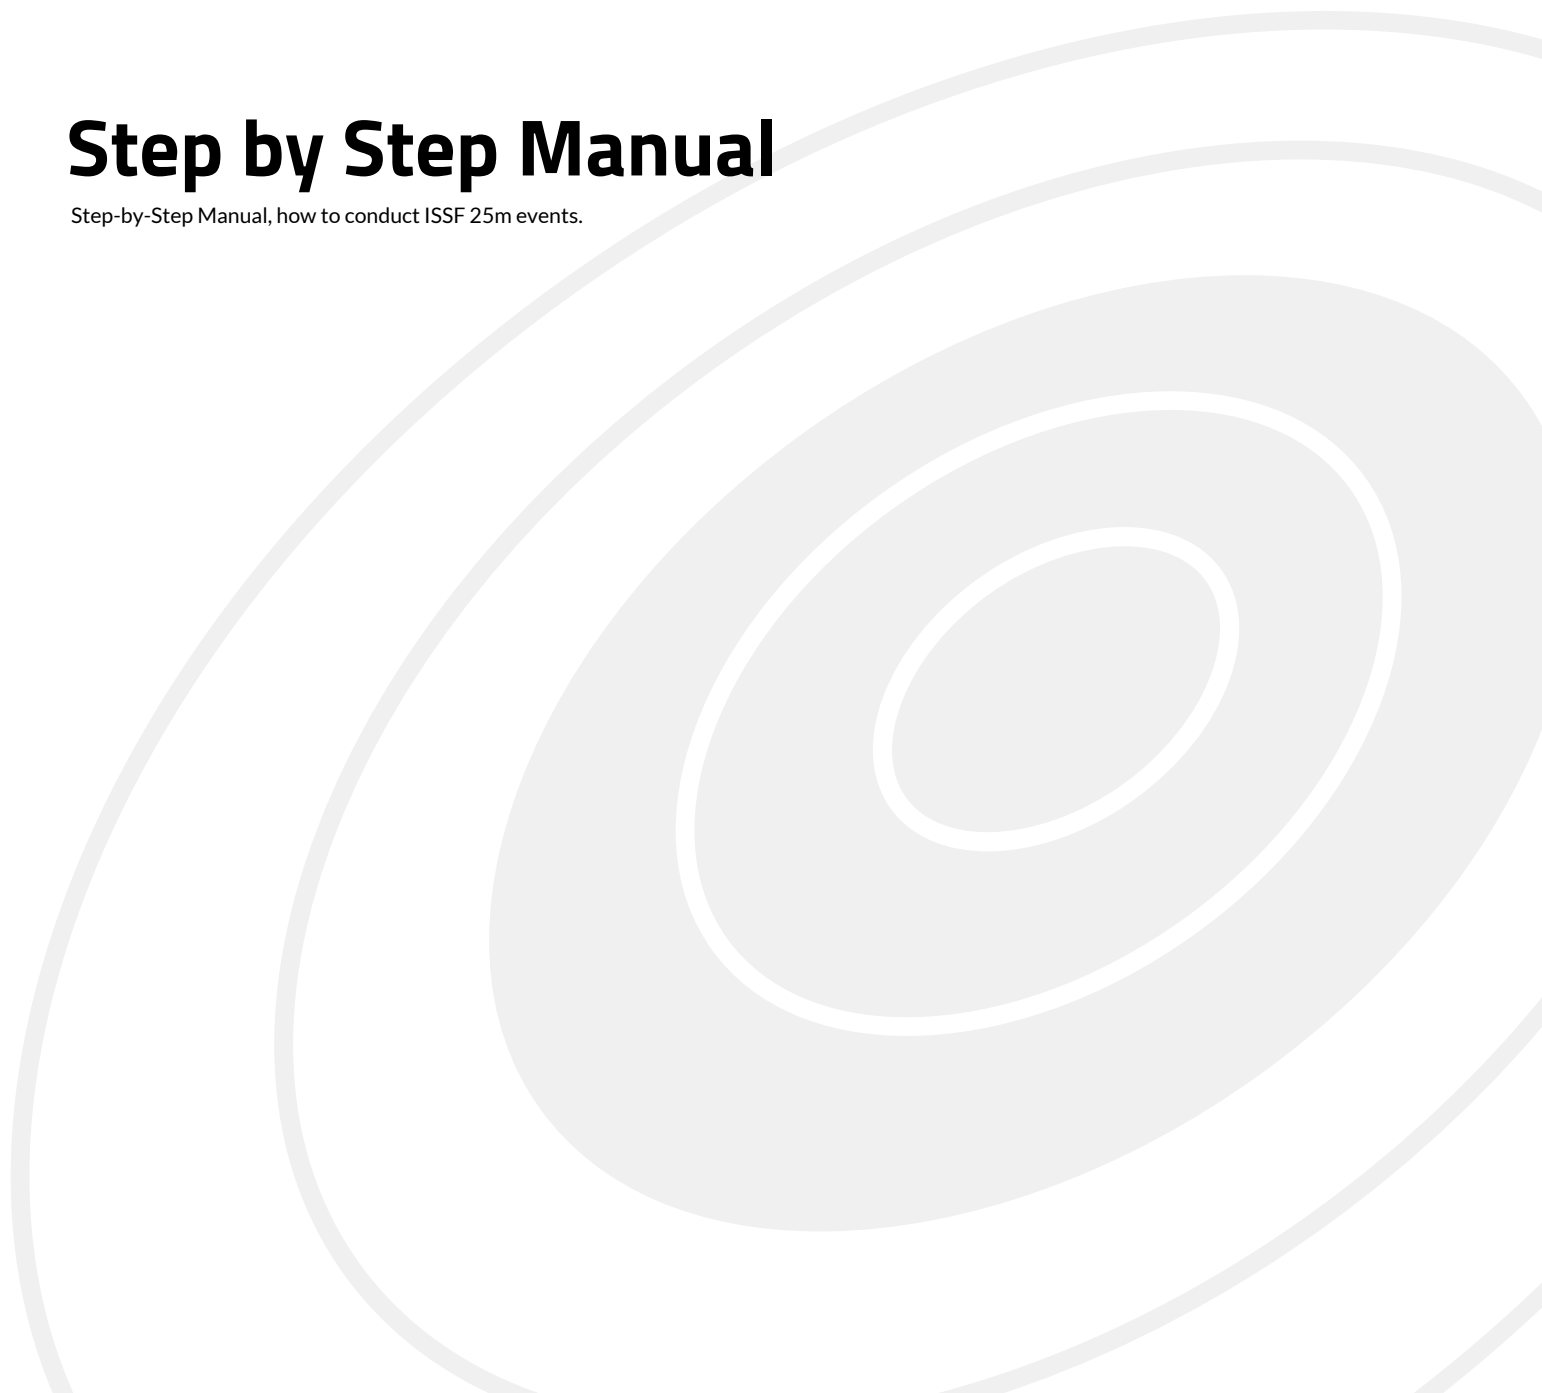 Step by Step Manual
Step-by-Step Manual, how to conduct ISSF 25m events.